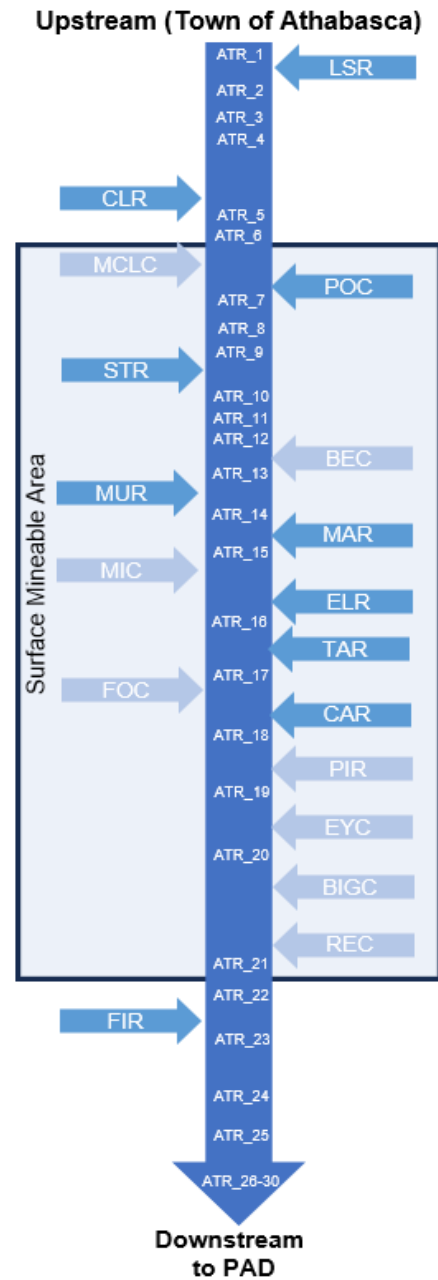 Upstream (Town of Athabasca)
ATR_1
LSR
ATR_2
ATR_3
ATR_4
CLR
ATR_5
ATR_6
MCLC
POC
ATR_7
ATR_8
ATR_9
STR
ATR_10
ATR_11
ATR_12
BEC
ATR_13
MUR
ATR_14
MAR
ATR_15
MIC
ELR
ATR_16
TAR
ATR_17
FOC
CAR
ATR_18
PIR
ATR_19
EYC
ATR_20
BIGC
REC
ATR_21
Surface Mineable Area
ATR_22
FIR
ATR_23
ATR_24
ATR_25
ATR_26-30
Downstream
to PAD